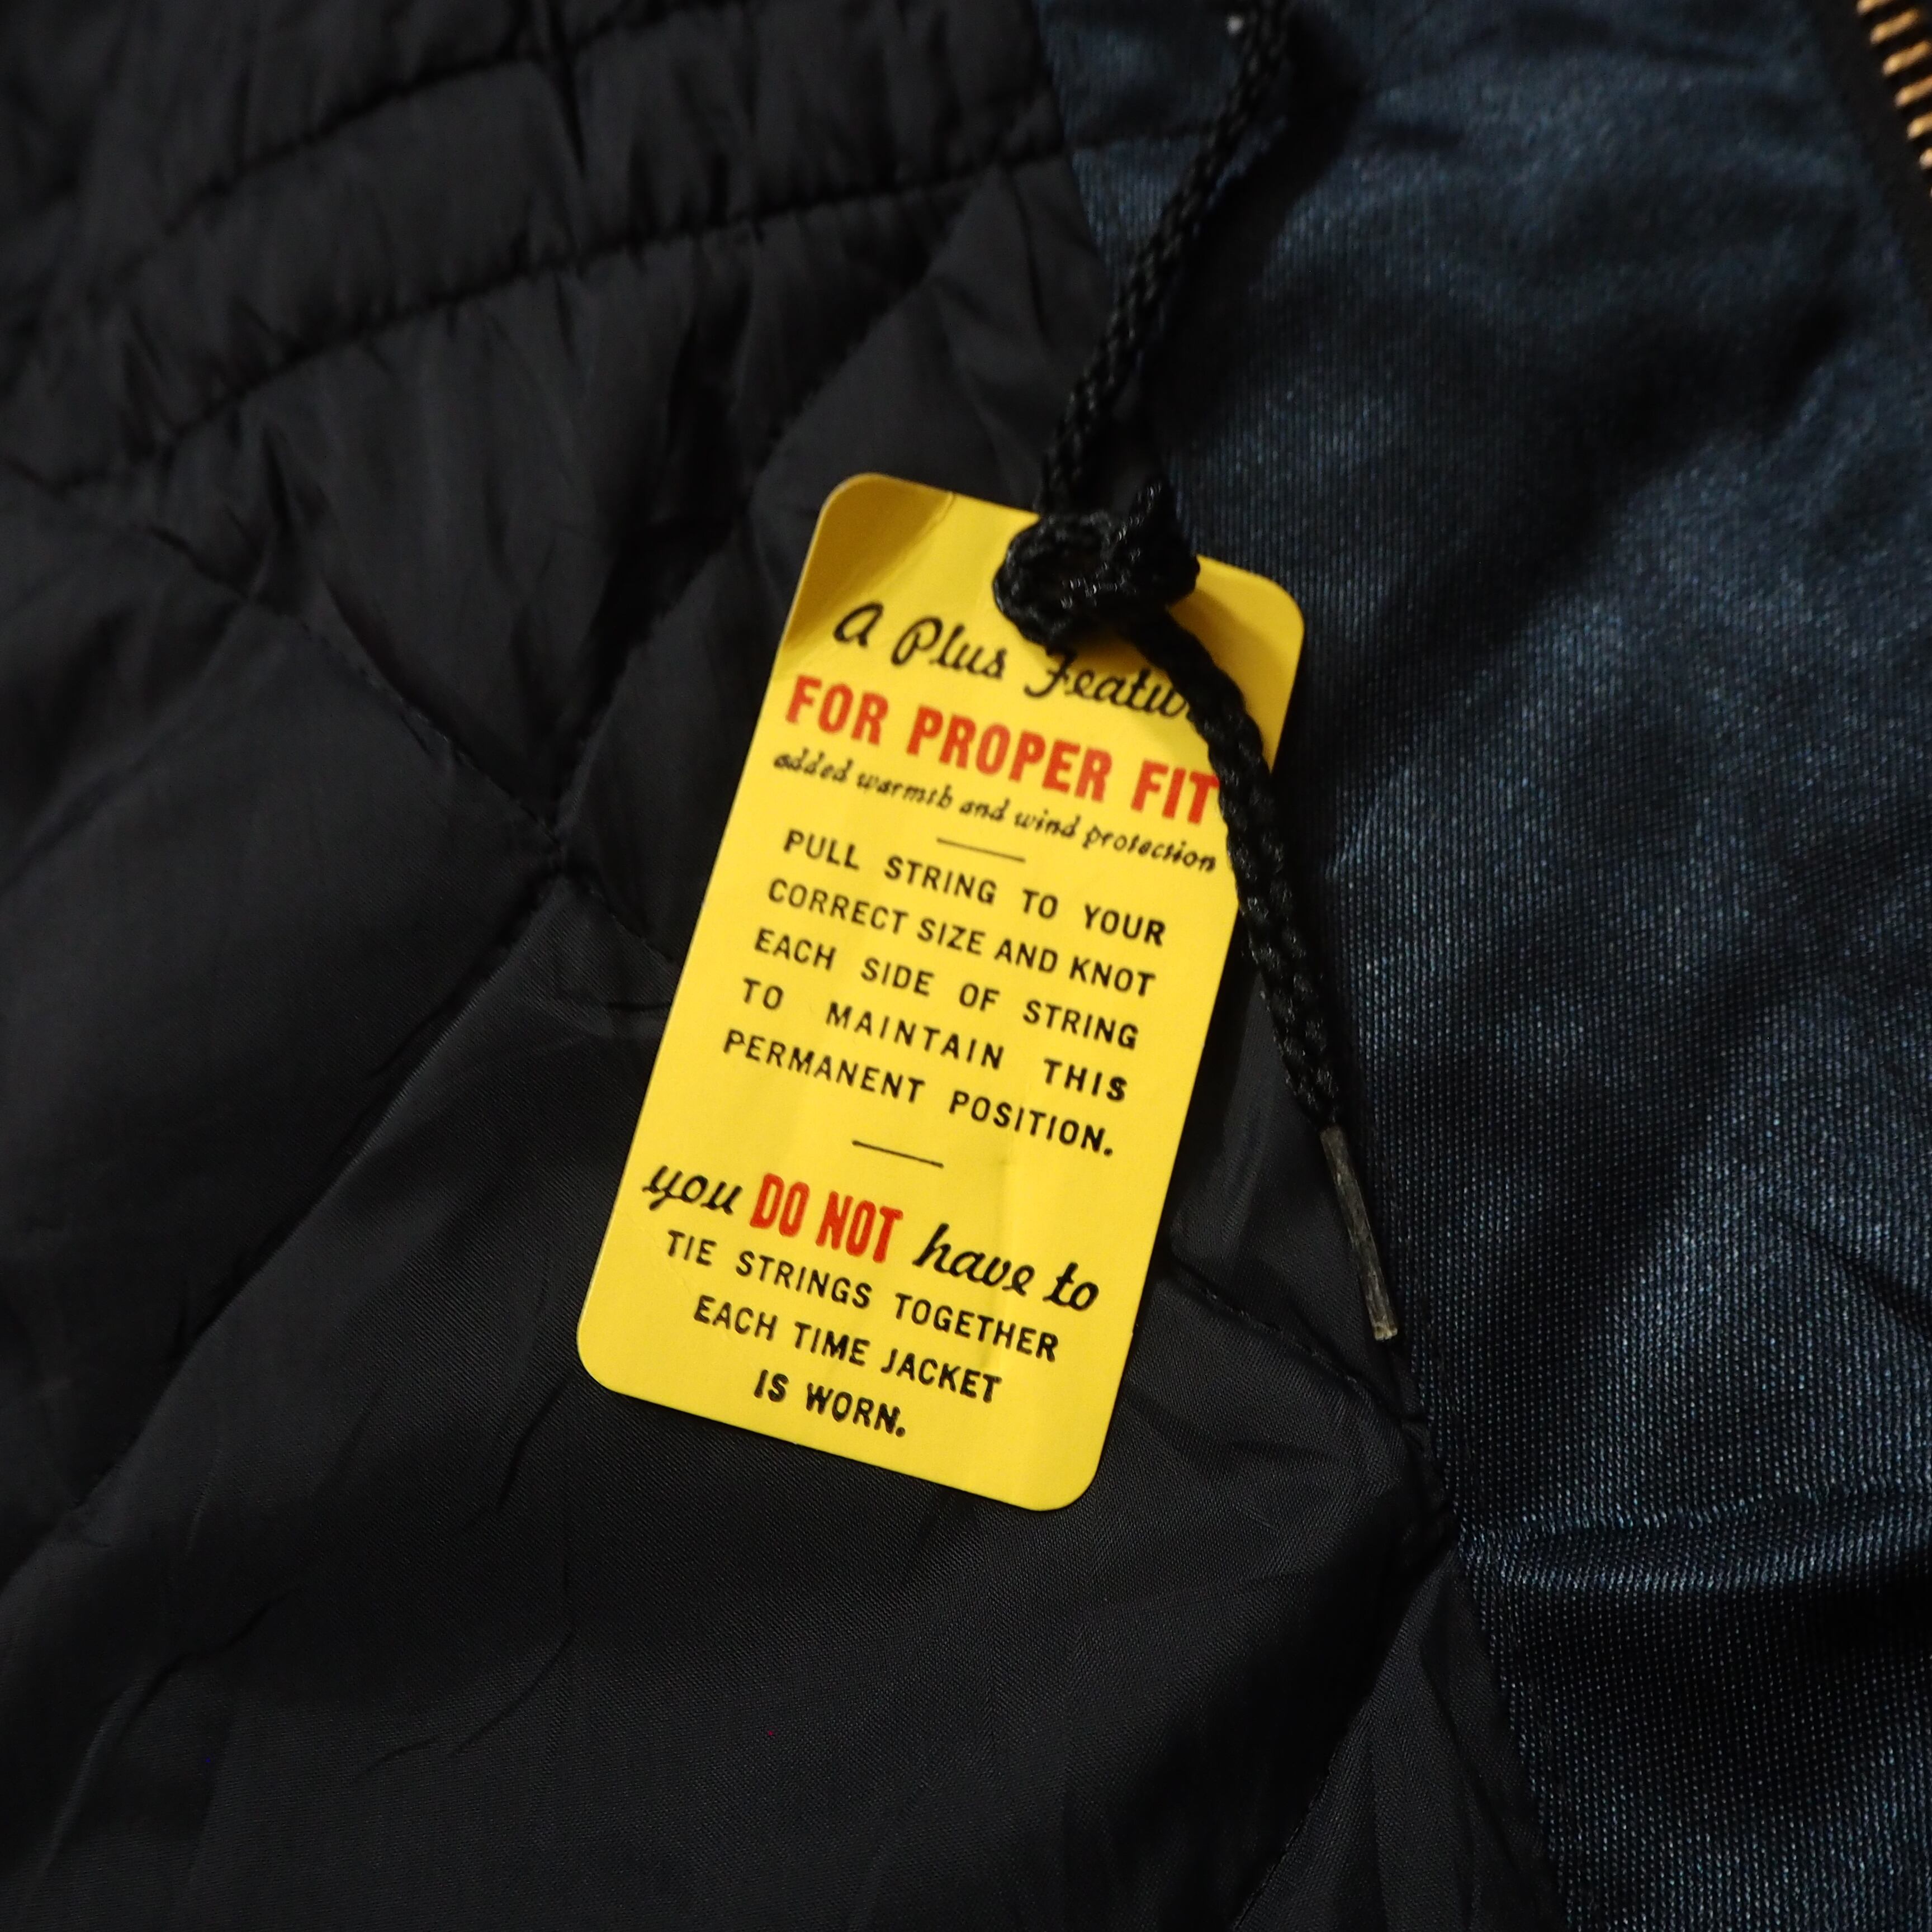 A Plus Featur
FOR PROPER FIT
added warmth and wind protection
PULL STRING TO YOUR
CORRECT SIZE AND KNOT
EACH SIDE OF STRING
TO MAINTAIN THIS
PERMANENT POSITION.
you DO NOT have to
TIE STRINGS TOGETHER
EACH TIME JACKET
IS WORN.